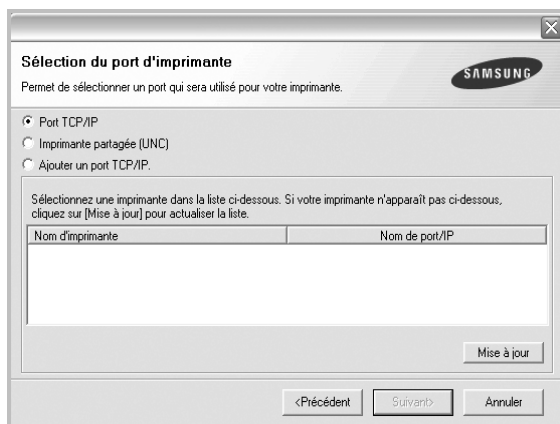 Sélection du port d'imprimante
Permet de sélectionner un port qui sera utilisé pour votre imprimante.
SAMSUNG
Port TCP/IP
Imprimante partagée (UNC)
Ajouter un port TCP/IP.
Sélectionnez une imprimante dans la liste ci-dessous. Si votre imprimante n'apparaît pas ci-dessous,
cliquez sur [Mise à jour] pour actualiser la liste.
Nom d'imprimante Nom de port/IP
Mise à jour
<Précédent Suivant> Annuler